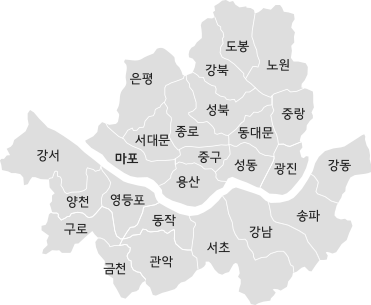 도봉
노원
강북
은평
성북
중랑
종로
동대문
서대문
마포
중구
성동
광진
강서
강동
용산
양천
영등포
송파
동작
구로
강남
서초
관악
금천